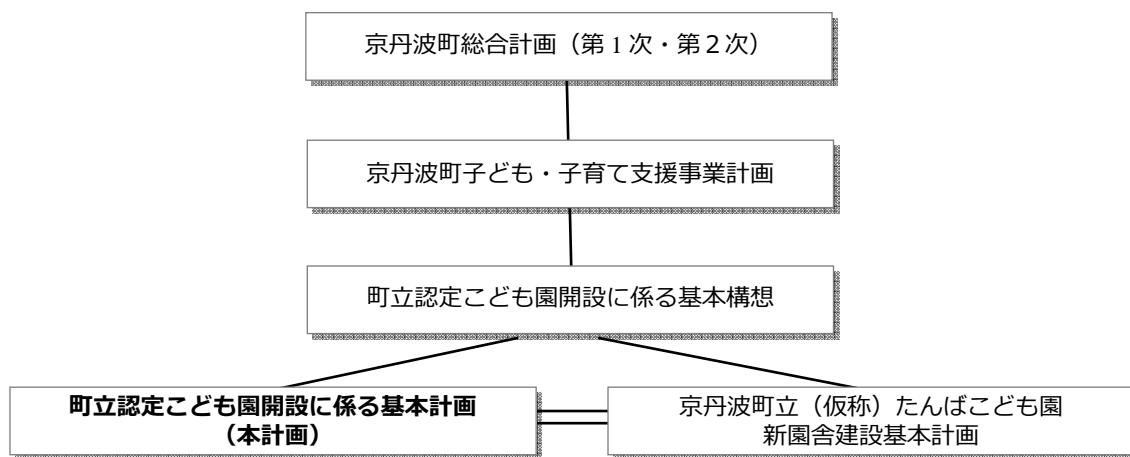 京丹波町総合計画(第 1 次・第２次)
京丹波町子ども・子育て支援事業計画
町立認定こども園開設に係る基本構想
町立認定こども園開設に係る基本計画
(本計画)
京丹波町立(仮称)たんばこども園
新園舎建設基本計画